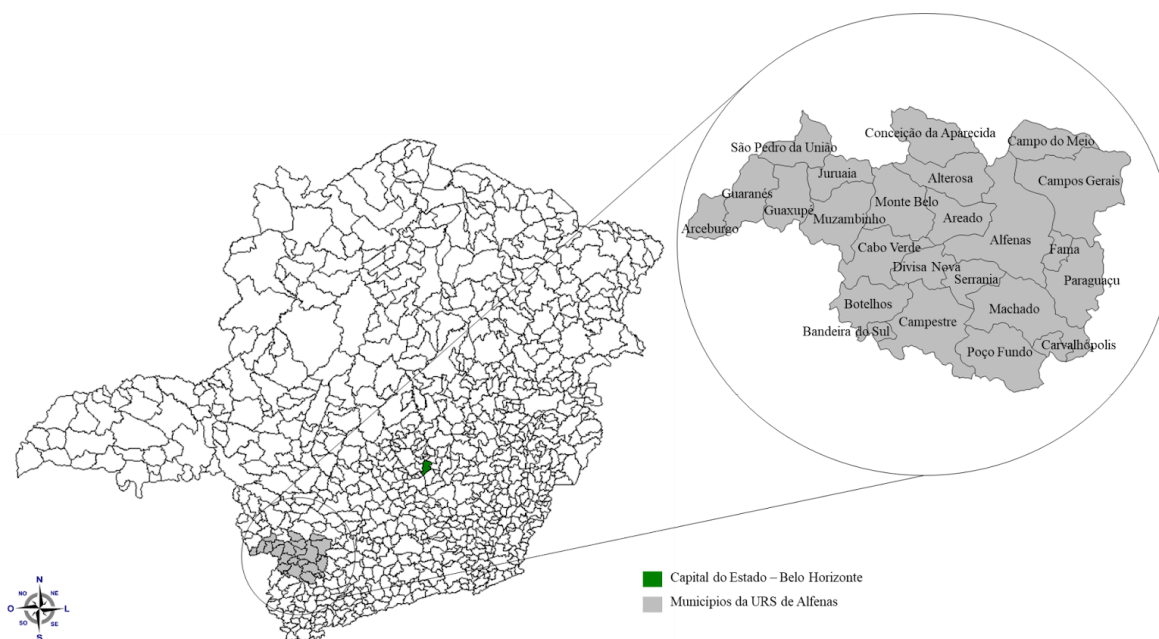 Conceição da Aparecida
Campo do Meio
São Pedro da União
Juruaia
Alterosa
Campos Gerais
Guaranés
Monte Belo
Guaxupé
Muzambinho
Areado
Arceburgo
Alfenas
Cabo Verde
Fama
Divisa Nova
Serrania
Paraguaçu
Botelhos
Machado
Campestre
Bandeira do Sul
Carvalhópolis
Poço Fundo
Capital do Estado – Belo Horizonte
Municípios da URS de Alfenas
N
NO
NE
O
L
SO
SE
S